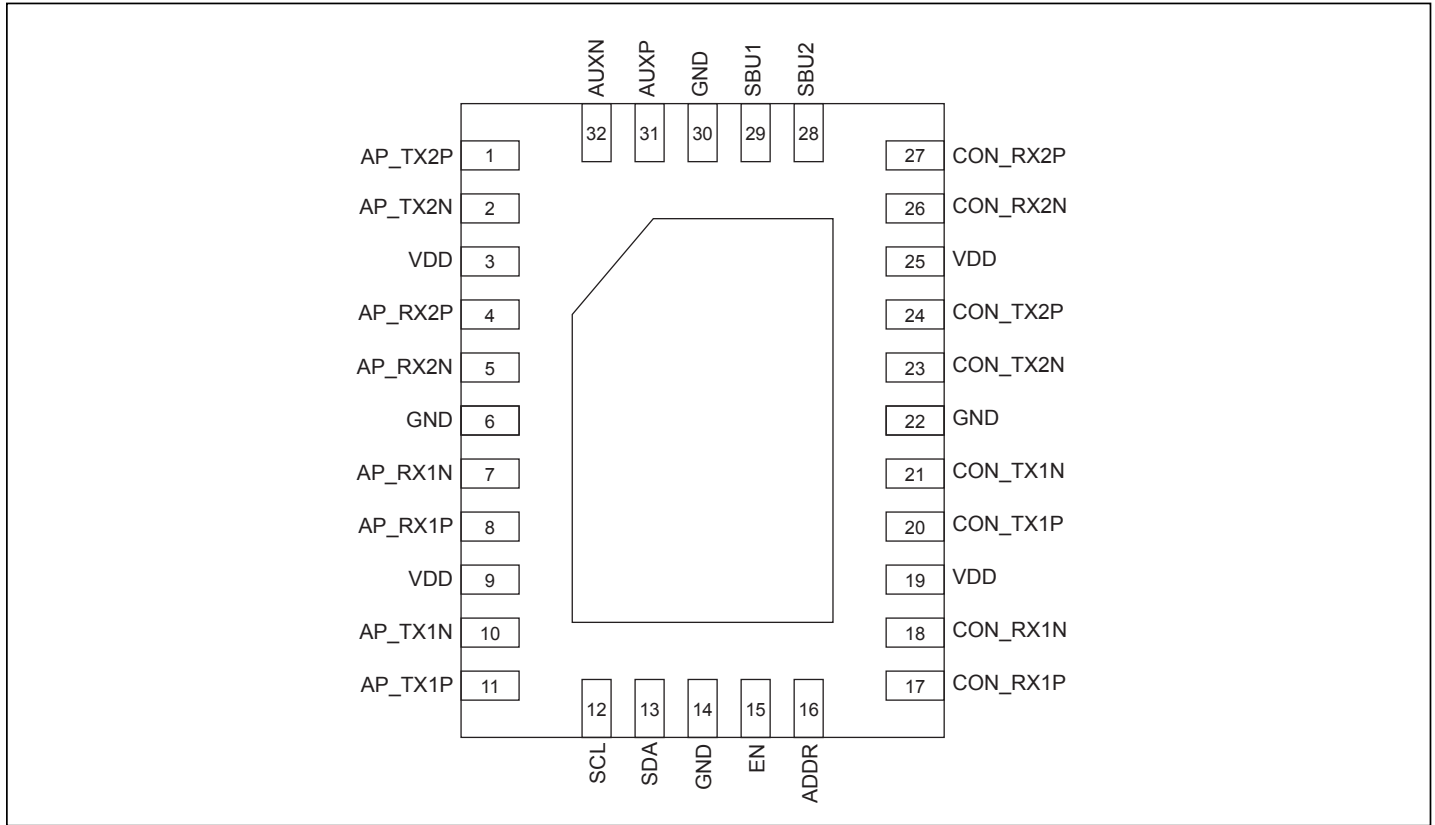 AUXN
AUXP
GND
SBU1
SBU2
32
31
30
29
28
AP_TX2P 1
27 CON_RX2P
AP_TX2N 2
26 CON_RX2N
VDD 3
25 VDD
AP_RX2P 4
24 CON_TX2P
AP_RX2N 5
23 CON_TX2N
GND 6
22 GND
AP_RX1N 7
21 CON_TX1N
AP_RX1P 8
20 CON_TX1P
VDD 9
19 VDD
AP_TX1N 10
18 CON_RX1N
AP_TX1P 11
17 CON_RX1P
12
13
14
15
16
SCL
SDA
GND
EN
ADDR